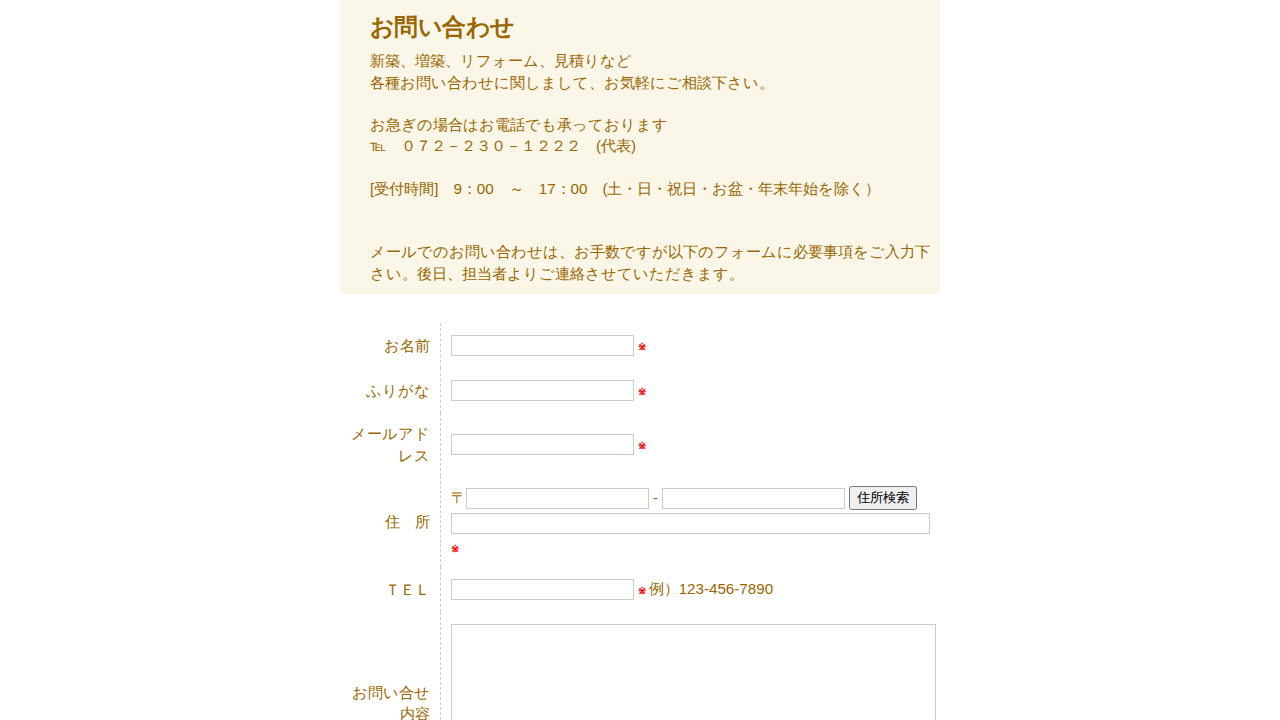 お問い合わせ
新築、増築、リフォーム、見積りなど
各種お問い合わせに関しまして、お気軽にご相談下さい。
お急ぎの場合はお電話でも承っております
℡　０７２－２３０－１２２２　(代表)
[受付時間]　9：00　～　17：00　(土・日・祝日・お盆・年末年始を除く）
メールでのお問い合わせは、お手数ですが以下のフォームに必要事項をご入力下
さい。後日、担当者よりご連絡させていただきます。
お名前 ※
ふりがな ※
メールアド
レス ※
〒 - 住所検索
住　所
※
ＴＥＬ ※ 例）123-456-7890
お問い合せ
内容